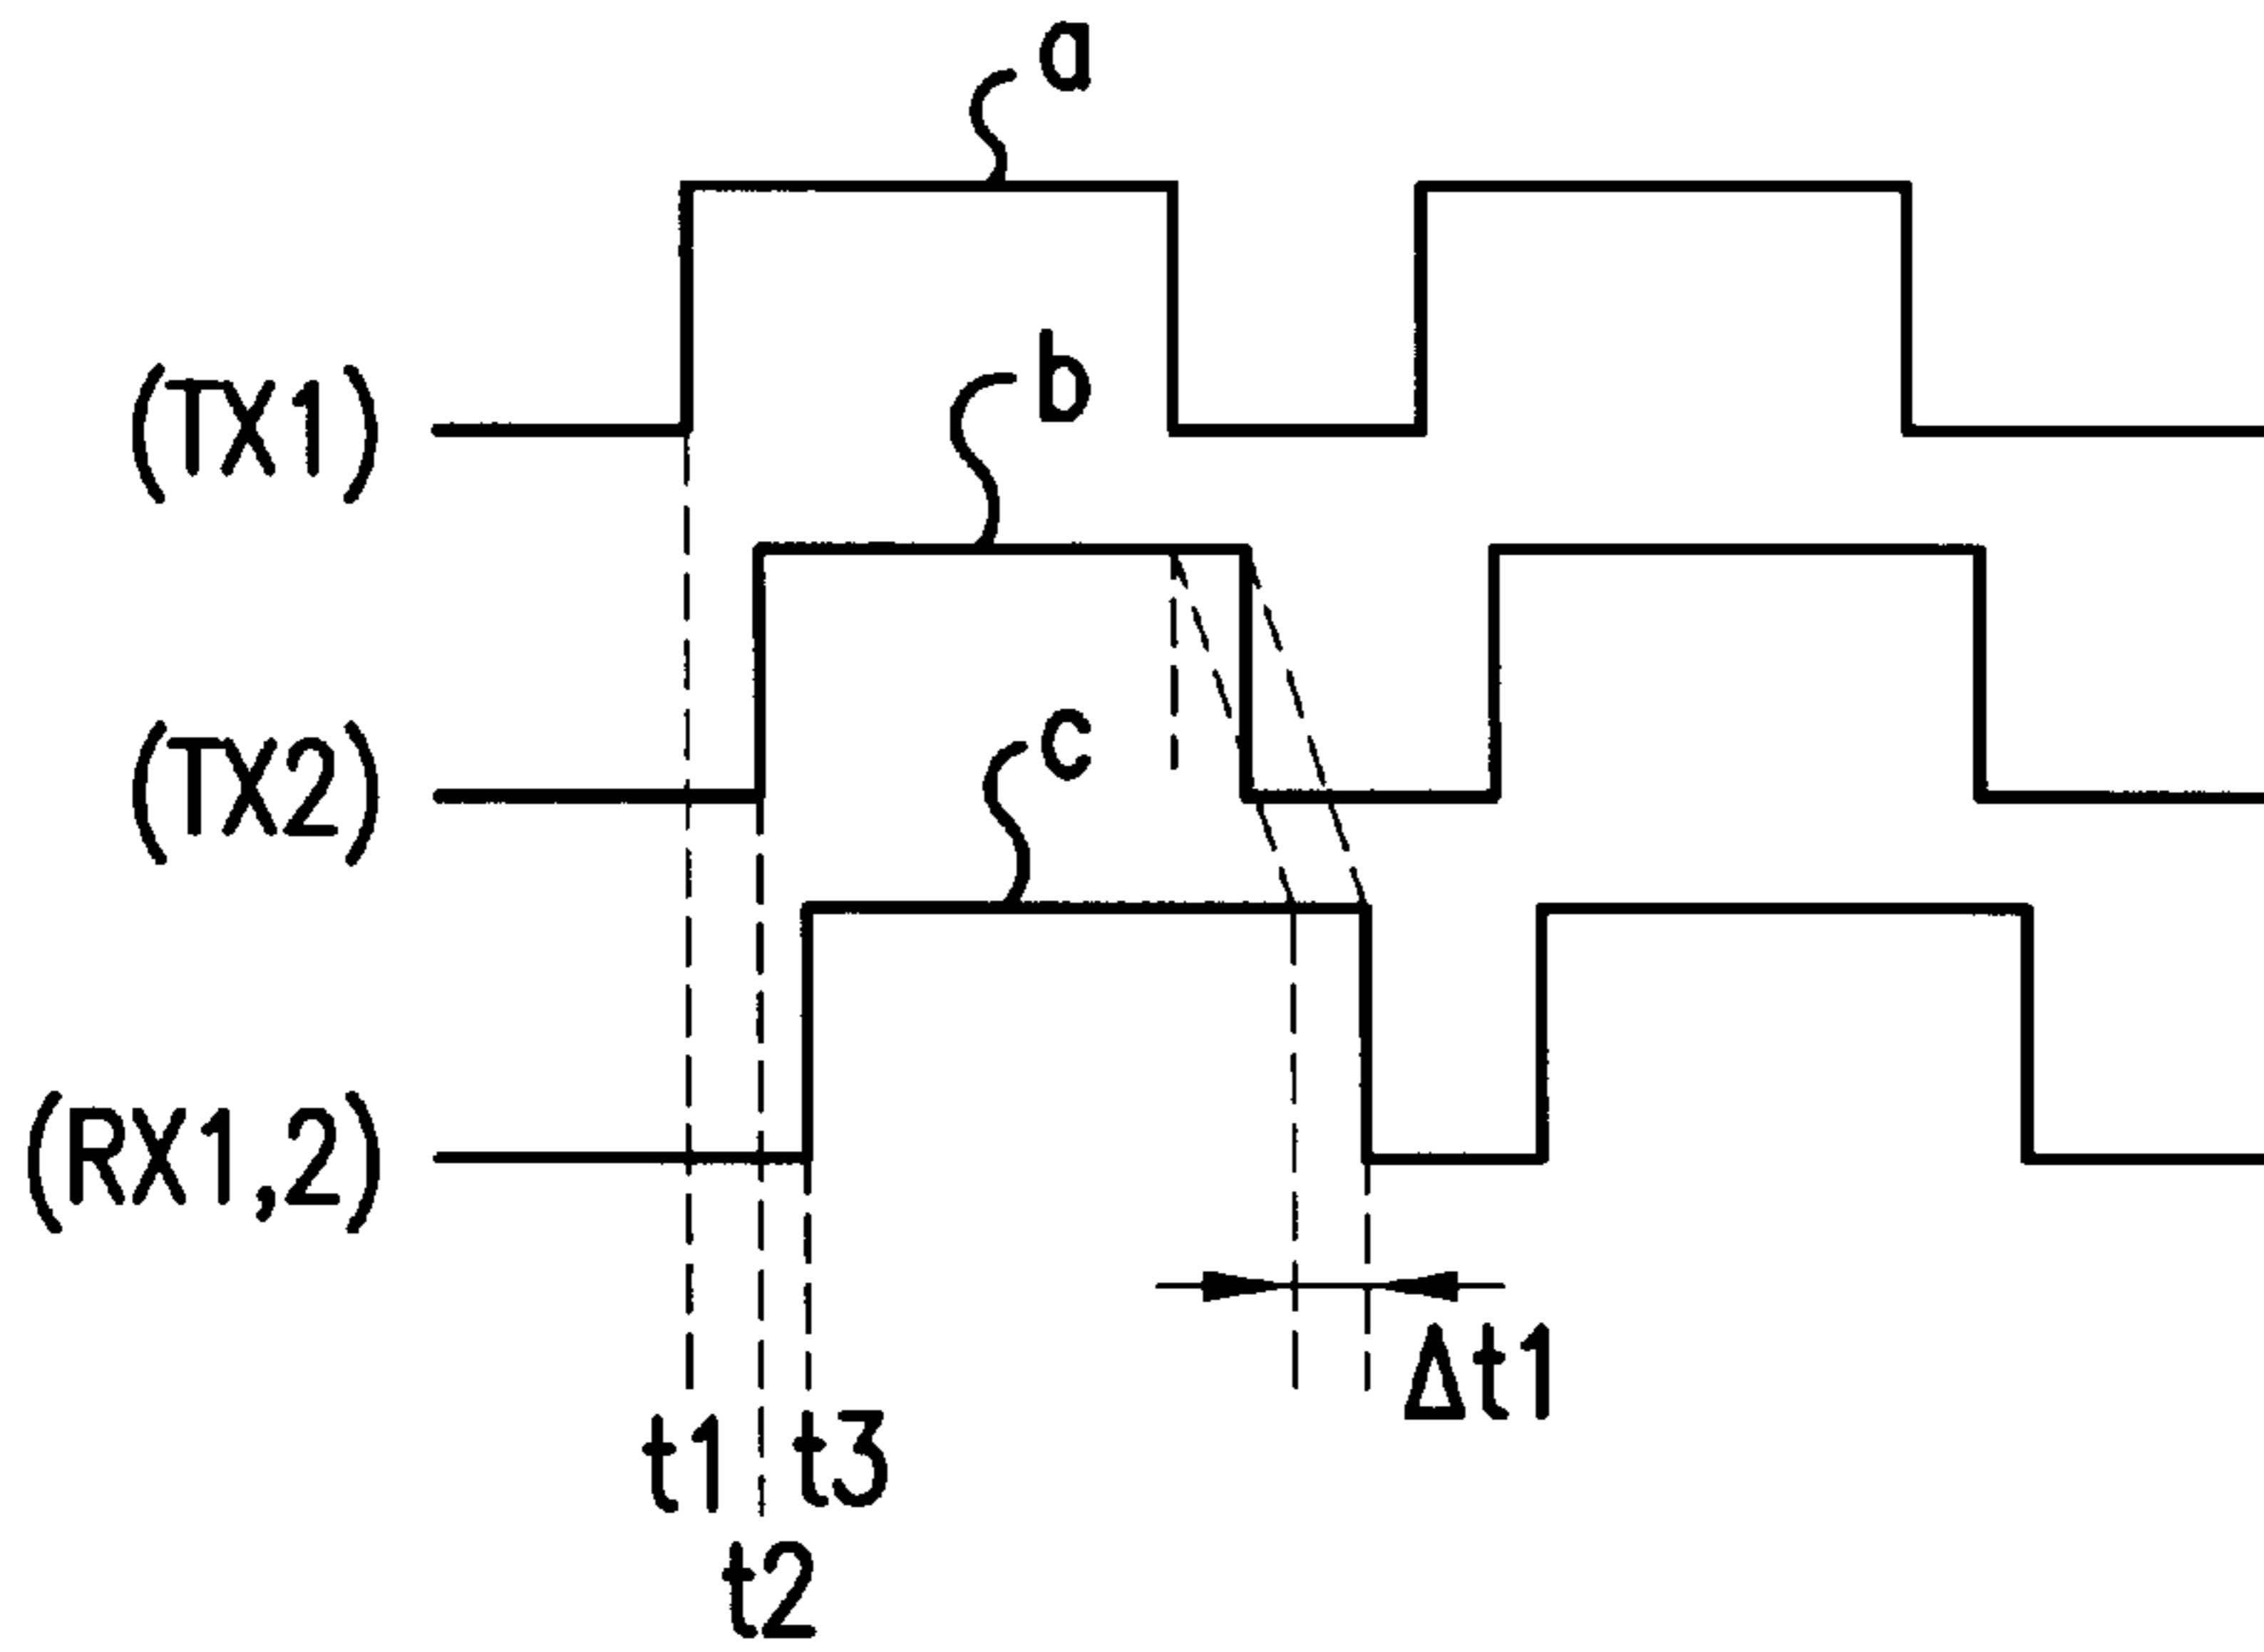 a
(TX1)
b
(TX2)
c
(RX1,2)
Δt1
t1
t3
t2